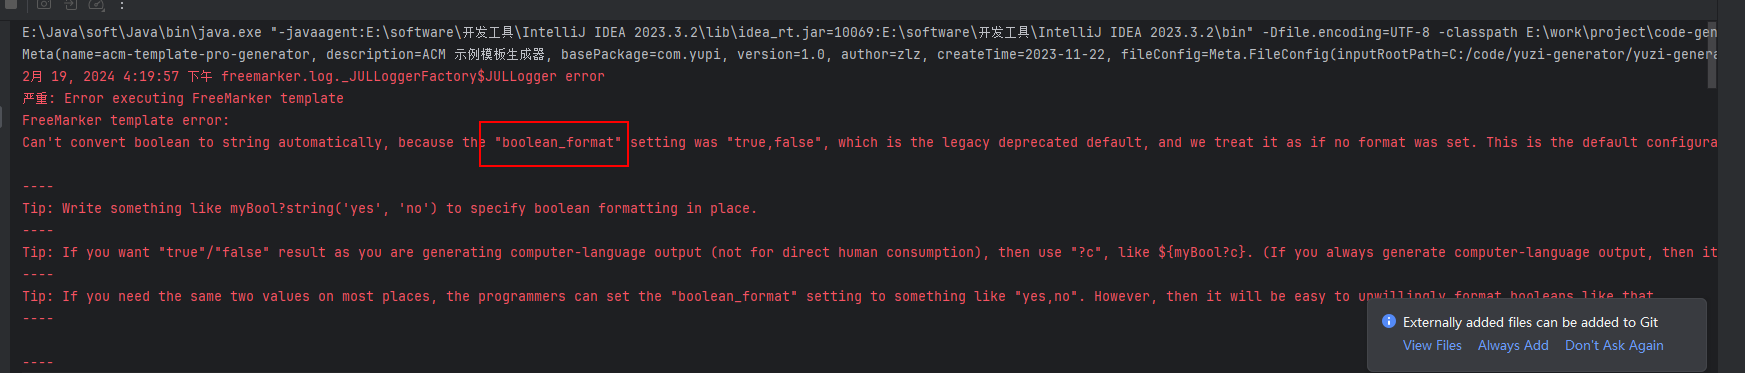 E:\Java\soft\Java\bin\java.exe "-javaagent:E:\software\开发工具\IntelliJ IDEA 2023.3.2\lib\idea_rt.jar=10069:E:\software\开发工具\IntelliJ IDEA 2023.3.2\bin" -Dfile.encoding=UTF-8 -classpath E:\work\project\code-gen
Meta(name=acm-template-pro-generator, description=ACM 示例模板生成器, basePackage=com.yupi, version=1.0, author=zlz, createTime=2023-11-22, fileConfig=Meta.FileConfig(inputRootPath=C:/code/yuzi-generator/yuzi-genera
2月 19, 2024 4:19:57 下午 freemarker.log._JULLoggerFactory$JULLogger error
严重: Error executing FreeMarker template
FreeMarker template error:
Can't convert boolean to string automatically, because the "boolean_format" setting was "true,false", which is the legacy deprecated default, and we treat it as if no format was set. This is the default configura
----
Tip: Write something like myBool?string('yes', 'no') to specify boolean formatting in place.
----
Tip: If you want "true"/"false" result as you are generating computer-language output (not for direct human consumption), then use "?c", like ${myBool?c}. (If you always generate computer-language output, then it
----
Tip: If you need the same two values on most places, the programmers can set the "boolean_format" setting to something like "yes,no". However, then it will be easy to unwillingly format booleans like that.
----
----
Externally added files can be added to Git
View Files Always Add Don't Ask Again